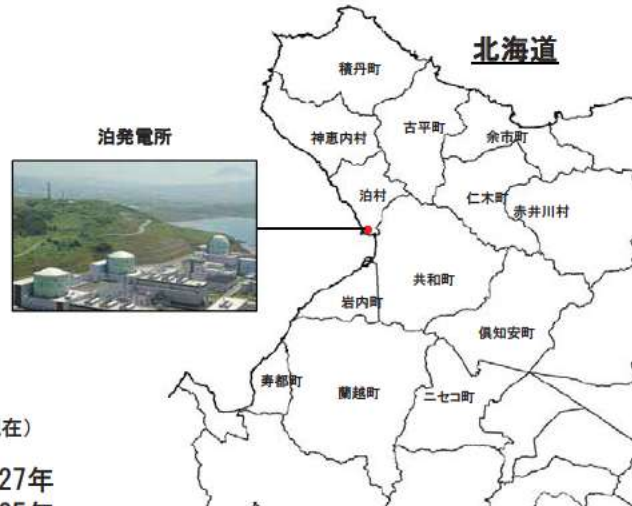 北海道
積丹町
泊発電所
神恵内村
古平町
余市町
泊村
仁木町
赤井川村
共和町
岩内町
倶知安町
寿都町
蘭越町
ニセコ町
在）
27年